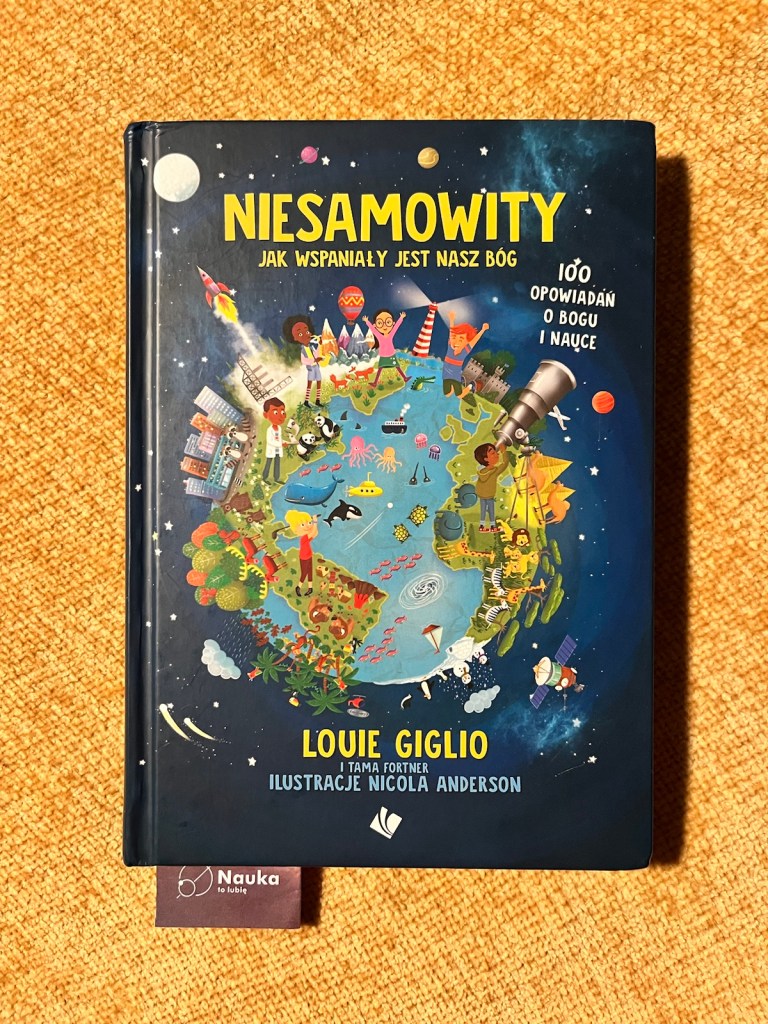 NIESAMOWITY
JAK WSPANIAŁY JEST NASZ BÓG
100
OPOWIADAŃ
O BOGU
I NAUCE
LOUIE GIGLIO
I TAMA FORTNER
ILUSTRACJE NICOLA ANDERSON
Nauka
to lubię